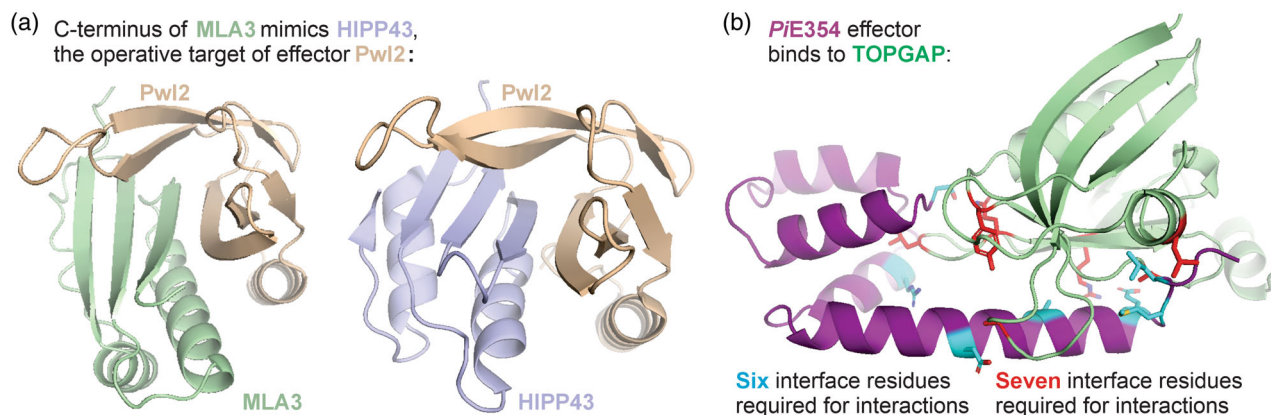 (a) C-terminus of MLA3 mimics HIPP43,
the operative target of effector Pwl2:
Pwl2
MLA3
Pwl2
HIPP43
(b) PiE354 effector
binds to TOPGAP:
Six interface residues
required for interactions
Seven interface residues
required for interactions